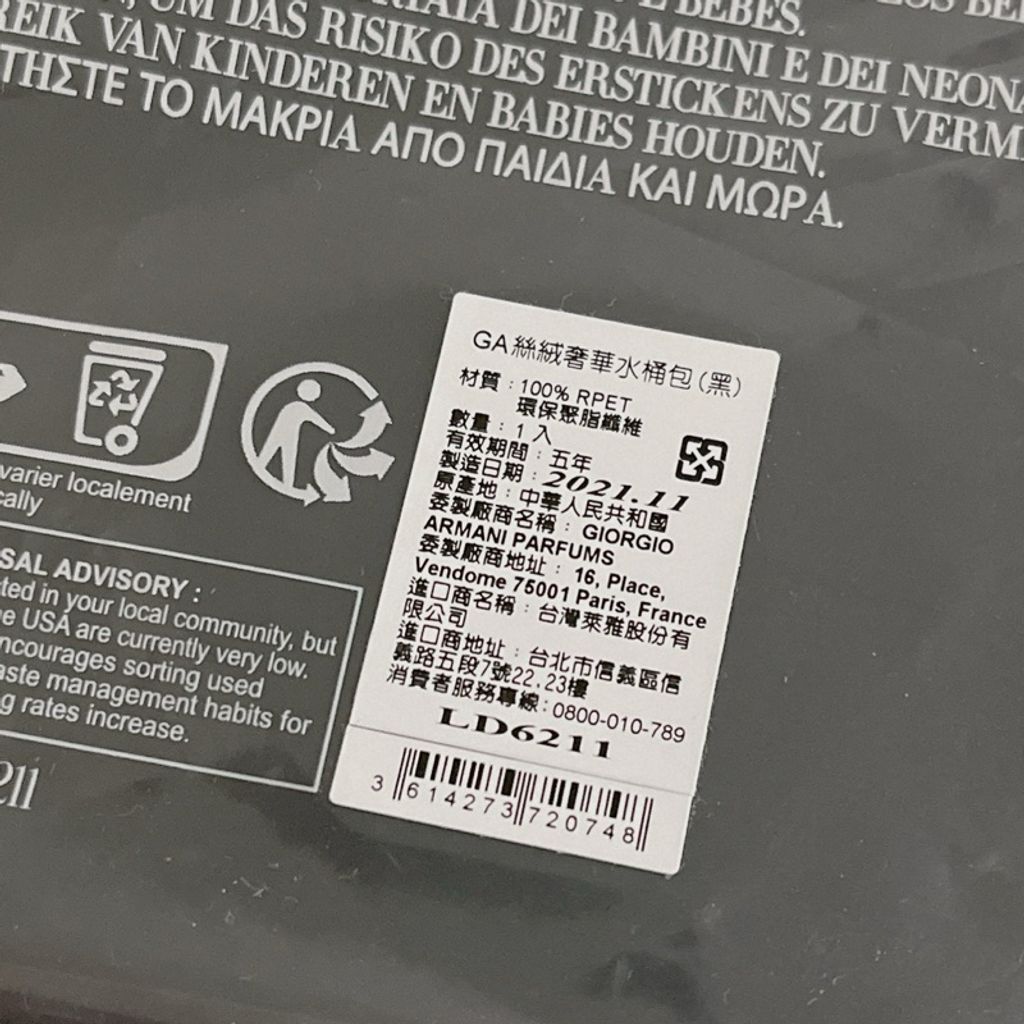 BEBES.
RIATA DEI BAMBINI E DEI NEONA
UM DAS RISIKO DES ERSTICKENS ZU VERM
REIK VAN KINDEREN EN BABIES HOUDEN.
ΤΗΣΤΕ ΤΟ ΜΑΚΡΙΑ ΑΠΟ ΠΑΙΔΙΑ ΚΑΙ ΜΩΡΑ.
varier localement
cally
SAL ADVISORY :
ted in your local community, but
e USA are currently very low.
ncourages sorting used
aste management habits for
g rates increase.
211
GA絲絨奢華水桶包(黑)
材質：100% RPET
環保聚脂纖維
數量：1 入
有效期間：五年
製造日期：2021.11
原產地：中華人民共和國
委製廠商名稱：GIORGIO
ARMANI PARFUMS
委製廠商地址：16, Place,
Vendome 75001 Paris, France
進口商名稱：台灣萊雅股份有
限公司
進口商地址：台北市信義區信
義路五段7號22.23樓
消費者服務專線：0800-010-789
LD6211
3 614273 720748